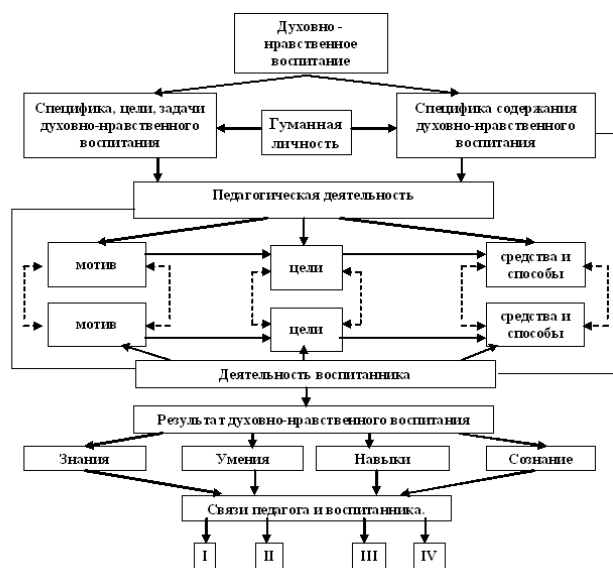 Духовно -
нравственное
воспитание
Специфика, цели, задачи
духовно-нравственного
воспитания
Гуманная
личность
Специфика содержания
духовно-нравственного
воспитания
Педагогическая деятельность
мотив
цели
средства и
способы
мотив
цели
средства и
способы
Деятельность воспитанника
Результат духовно-нравственного воспитания
Знания
Умения
Навыки
Сознание
Связи педагога и воспитанника.
I
II
III
IV